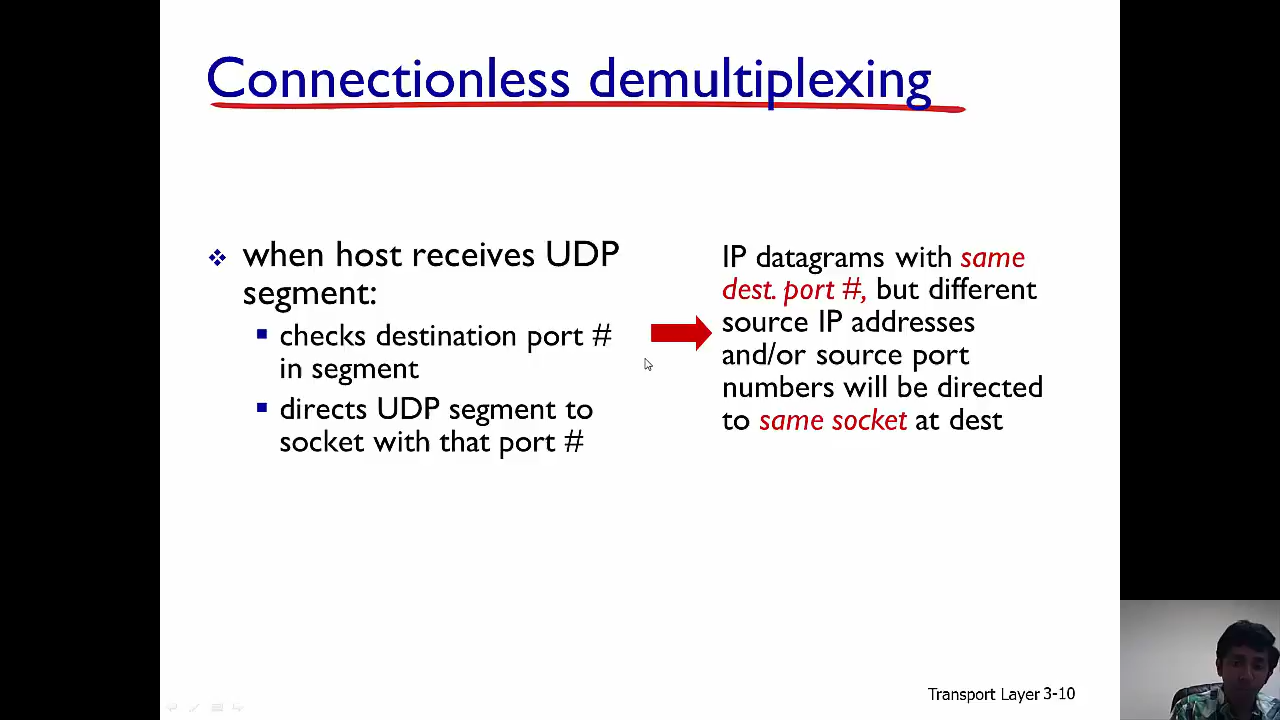 Connectionless demultiplexing
when host receives UDP
segment:
checks destination port #
in segment
directs UDP segment to
socket with that port #
IP datagrams with same
dest. port #, but different
source IP addresses
and/or source port
numbers will be directed
to same socket at dest
Transport Layer 3-10